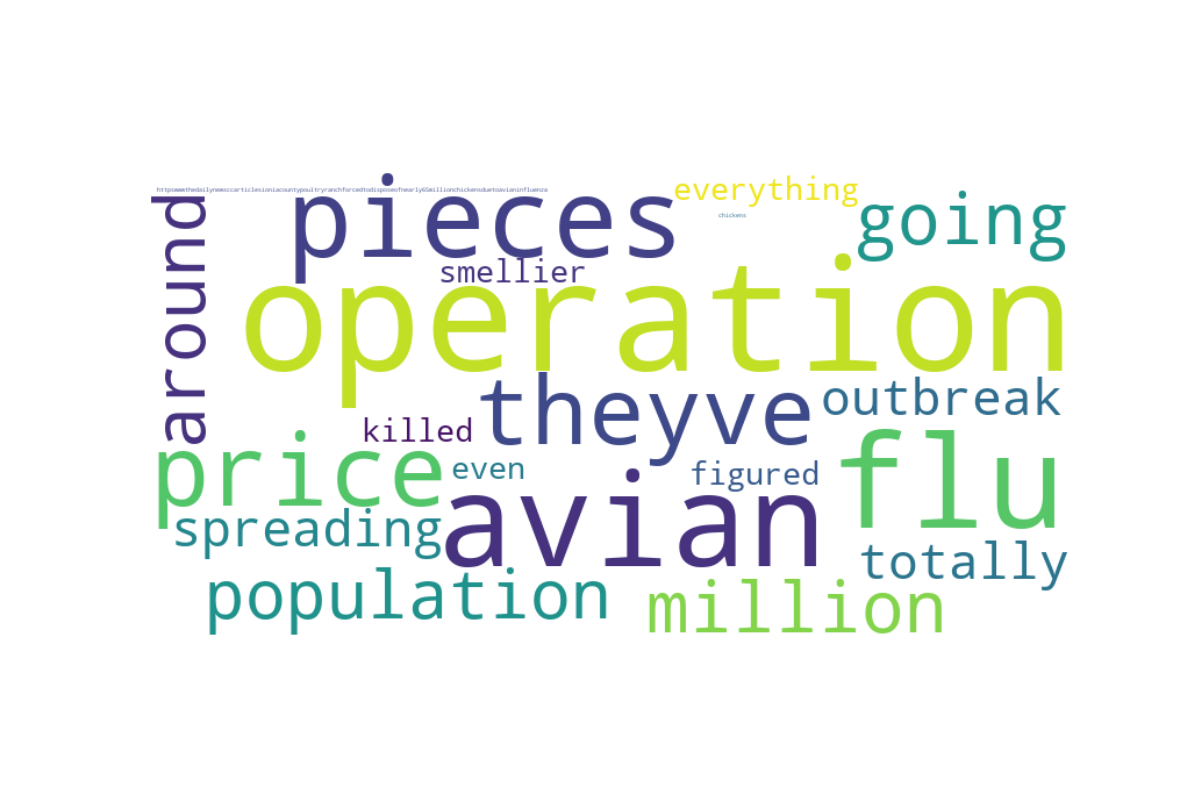 httpswwwthedailynewsccarticlesioniacountypoultryranchforcedtodisposeofnearly65millionchickensduetoavianinfluenza
everything
pieces
going
around
chickens
smellier
operation
theyve
outbreak
killed
price
flu
even
figured
avian
spreading
totally
population
million